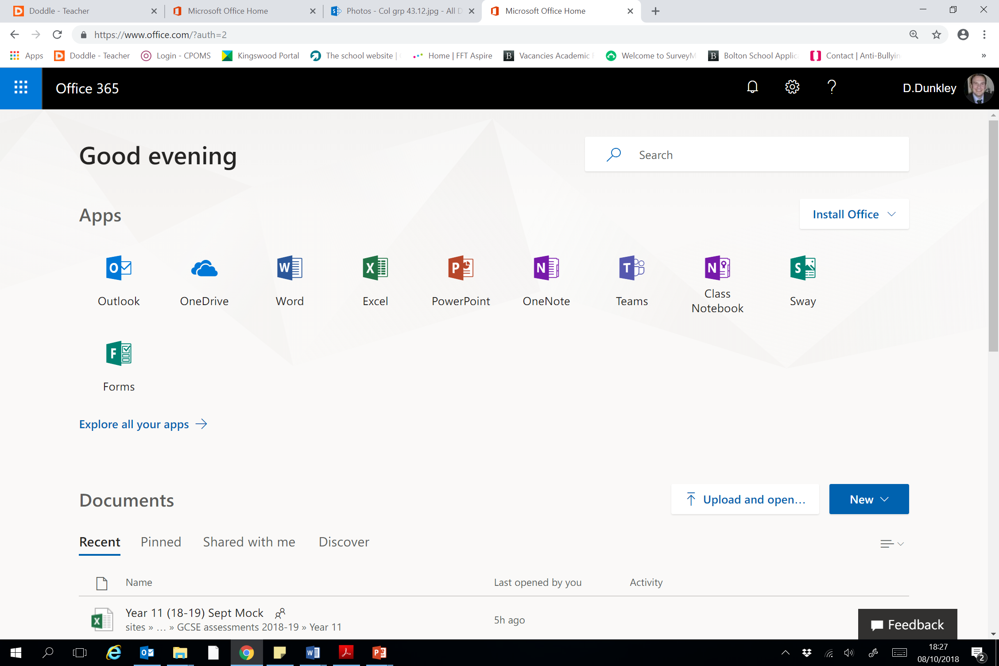 Doddle - Teacher
Microsoft Office Home
Photos - Col grp 43.12.jpg - All D
Microsoft Office Home
https://www.office.com/?auth=2
Apps
Doddle - Teacher
Login - CPOMS
Kingswood Portal
The school website |
Home | FFT Aspire
Vacancies Academic
Welcome to SurveyM
Bolton School Applic
Contact | Anti-Bullyin
»
Office 365
?
D.Dunkley
Good evening
Search
Apps
Install Office
Outlook
OneDrive
Word
Excel
PowerPoint
OneNote
Teams
Class
Notebook
Sway
Forms
Explore all your apps
Documents
Upload and open...
New
Recent
Pinned
Shared with me
Discover
Name
Last opened by you
Activity
Year 11 (18-19) Sept Mock
sites » ... » GCSE assessments 2018-19 » Year 11
5h ago
Feedback
18:27
08/10/2018
2